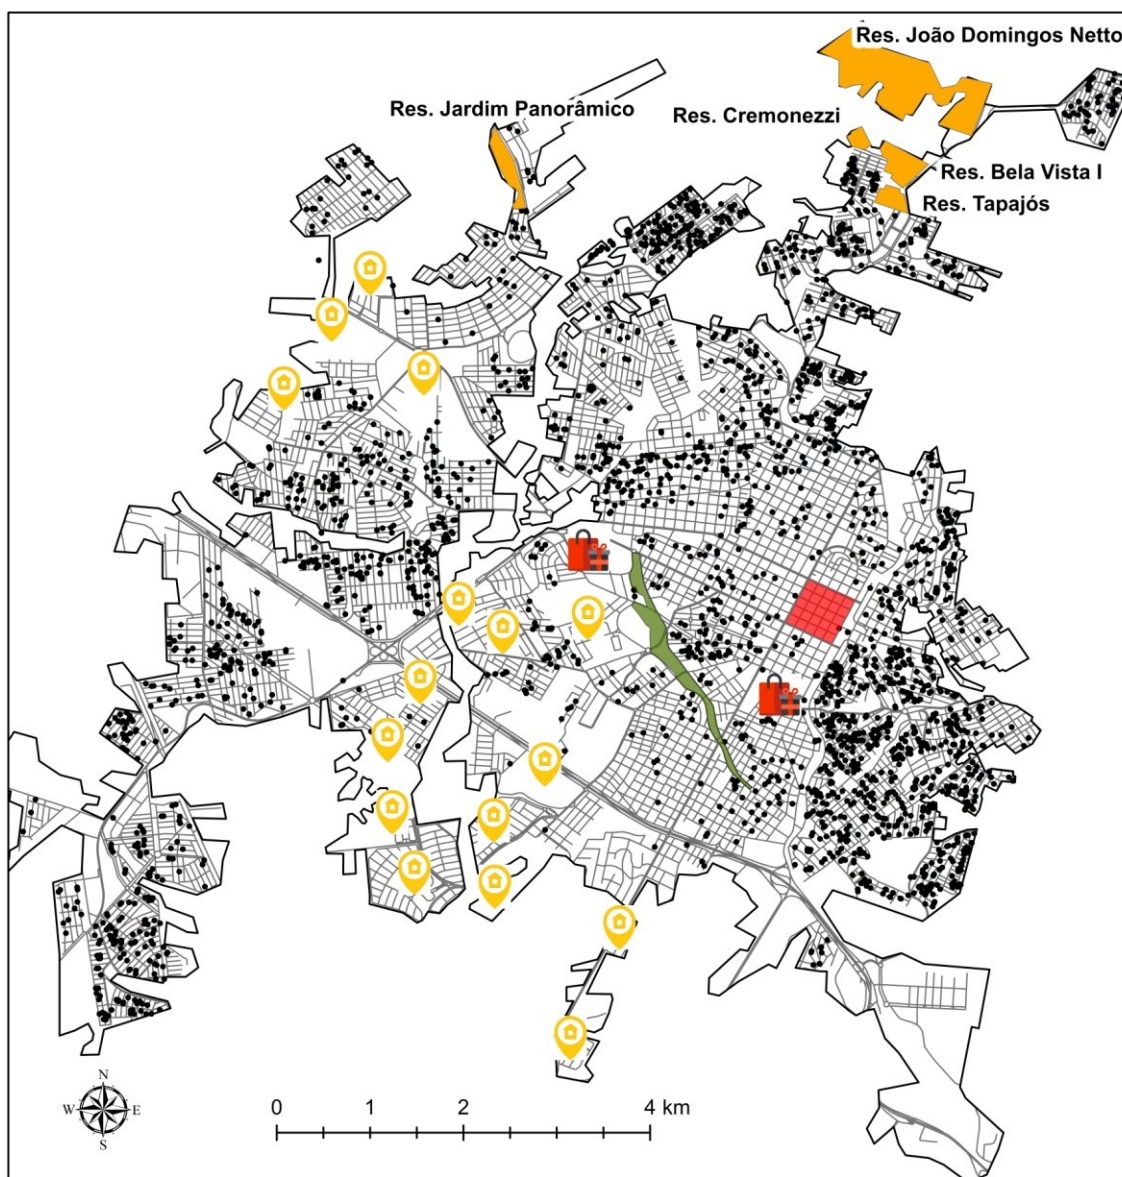 Res. João Domingos Netto
Res. Jardim Panorâmico
Res. Cremonezzi
Res. Bela Vista I
Res. Tapajós
N
W
E
S
0 1 2 4 km